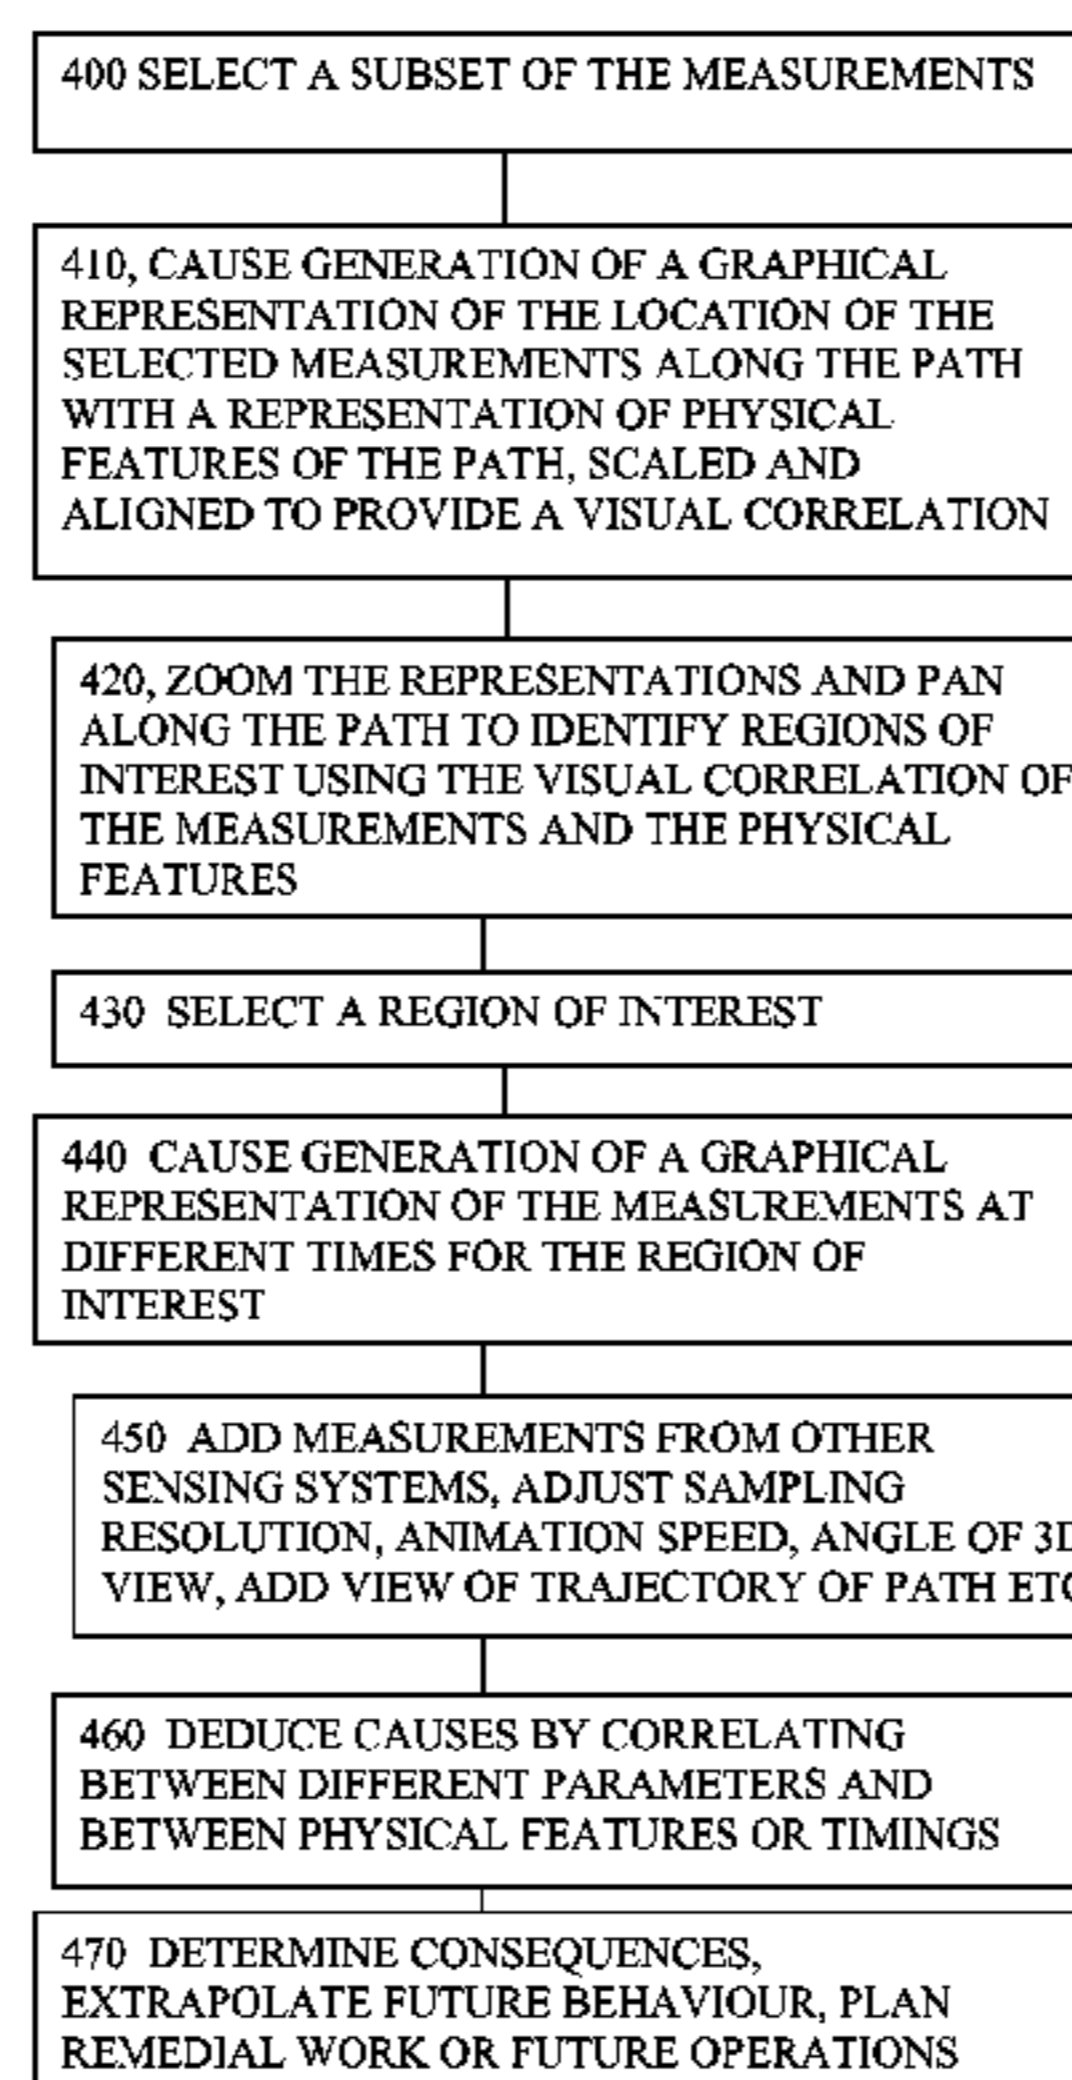 400 SELECT A SUBSET OF THE MEASUREMENTS
410, CAUSE GENERATION OF A GRAPHICAL
REPRESENTATION OF THE LOCATION OF THE
SELECTED MEASUREMENTS ALONG THE PATH
WITH A REPRESENTATION OF PHYSICAL
FEATURES OF THE PATH, SCALED AND
ALIGNED TO PROVIDE A VISUAL CORRELATION
420, ZOOM THE REPRESENTATIONS AND PAN
ALONG THE PATH TO IDENTIFY REGIONS OF
INTEREST USING THE VISUAL CORRELATION OF
THE MEASUREMENTS AND THE PHYSICAL
FEATURES
430 SELECT A REGION OF INTEREST
440 CAUSE GENERATION OF A GRAPHICAL
REPRESENTATION OF THE MEASUREMENTS AT
DIFFERENT TIMES FOR THE REGION OF
INTEREST
450 ADD MEASUREMENTS FROM OTHER
SENSING SYSTEMS, ADJUST SAMPLING
RESOLUTION, ANIMATION SPEED, ANGLE OF 3D
VIEW, ADD VIEW OF TRAJECTORY OF PATH ETC
460 DEDUCE CAUSES BY CORRELATING
BETWEEN DIFFERENT PARAMETERS AND
BETWEEN PHYSICAL FEATURES OR TIMINGS
470 DETERMINE CONSEQUENCES,
EXTRAPOLATE FUTURE BEHAVIOUR, PLAN
REMEDIAL WORK OR FUTURE OPERATIONS